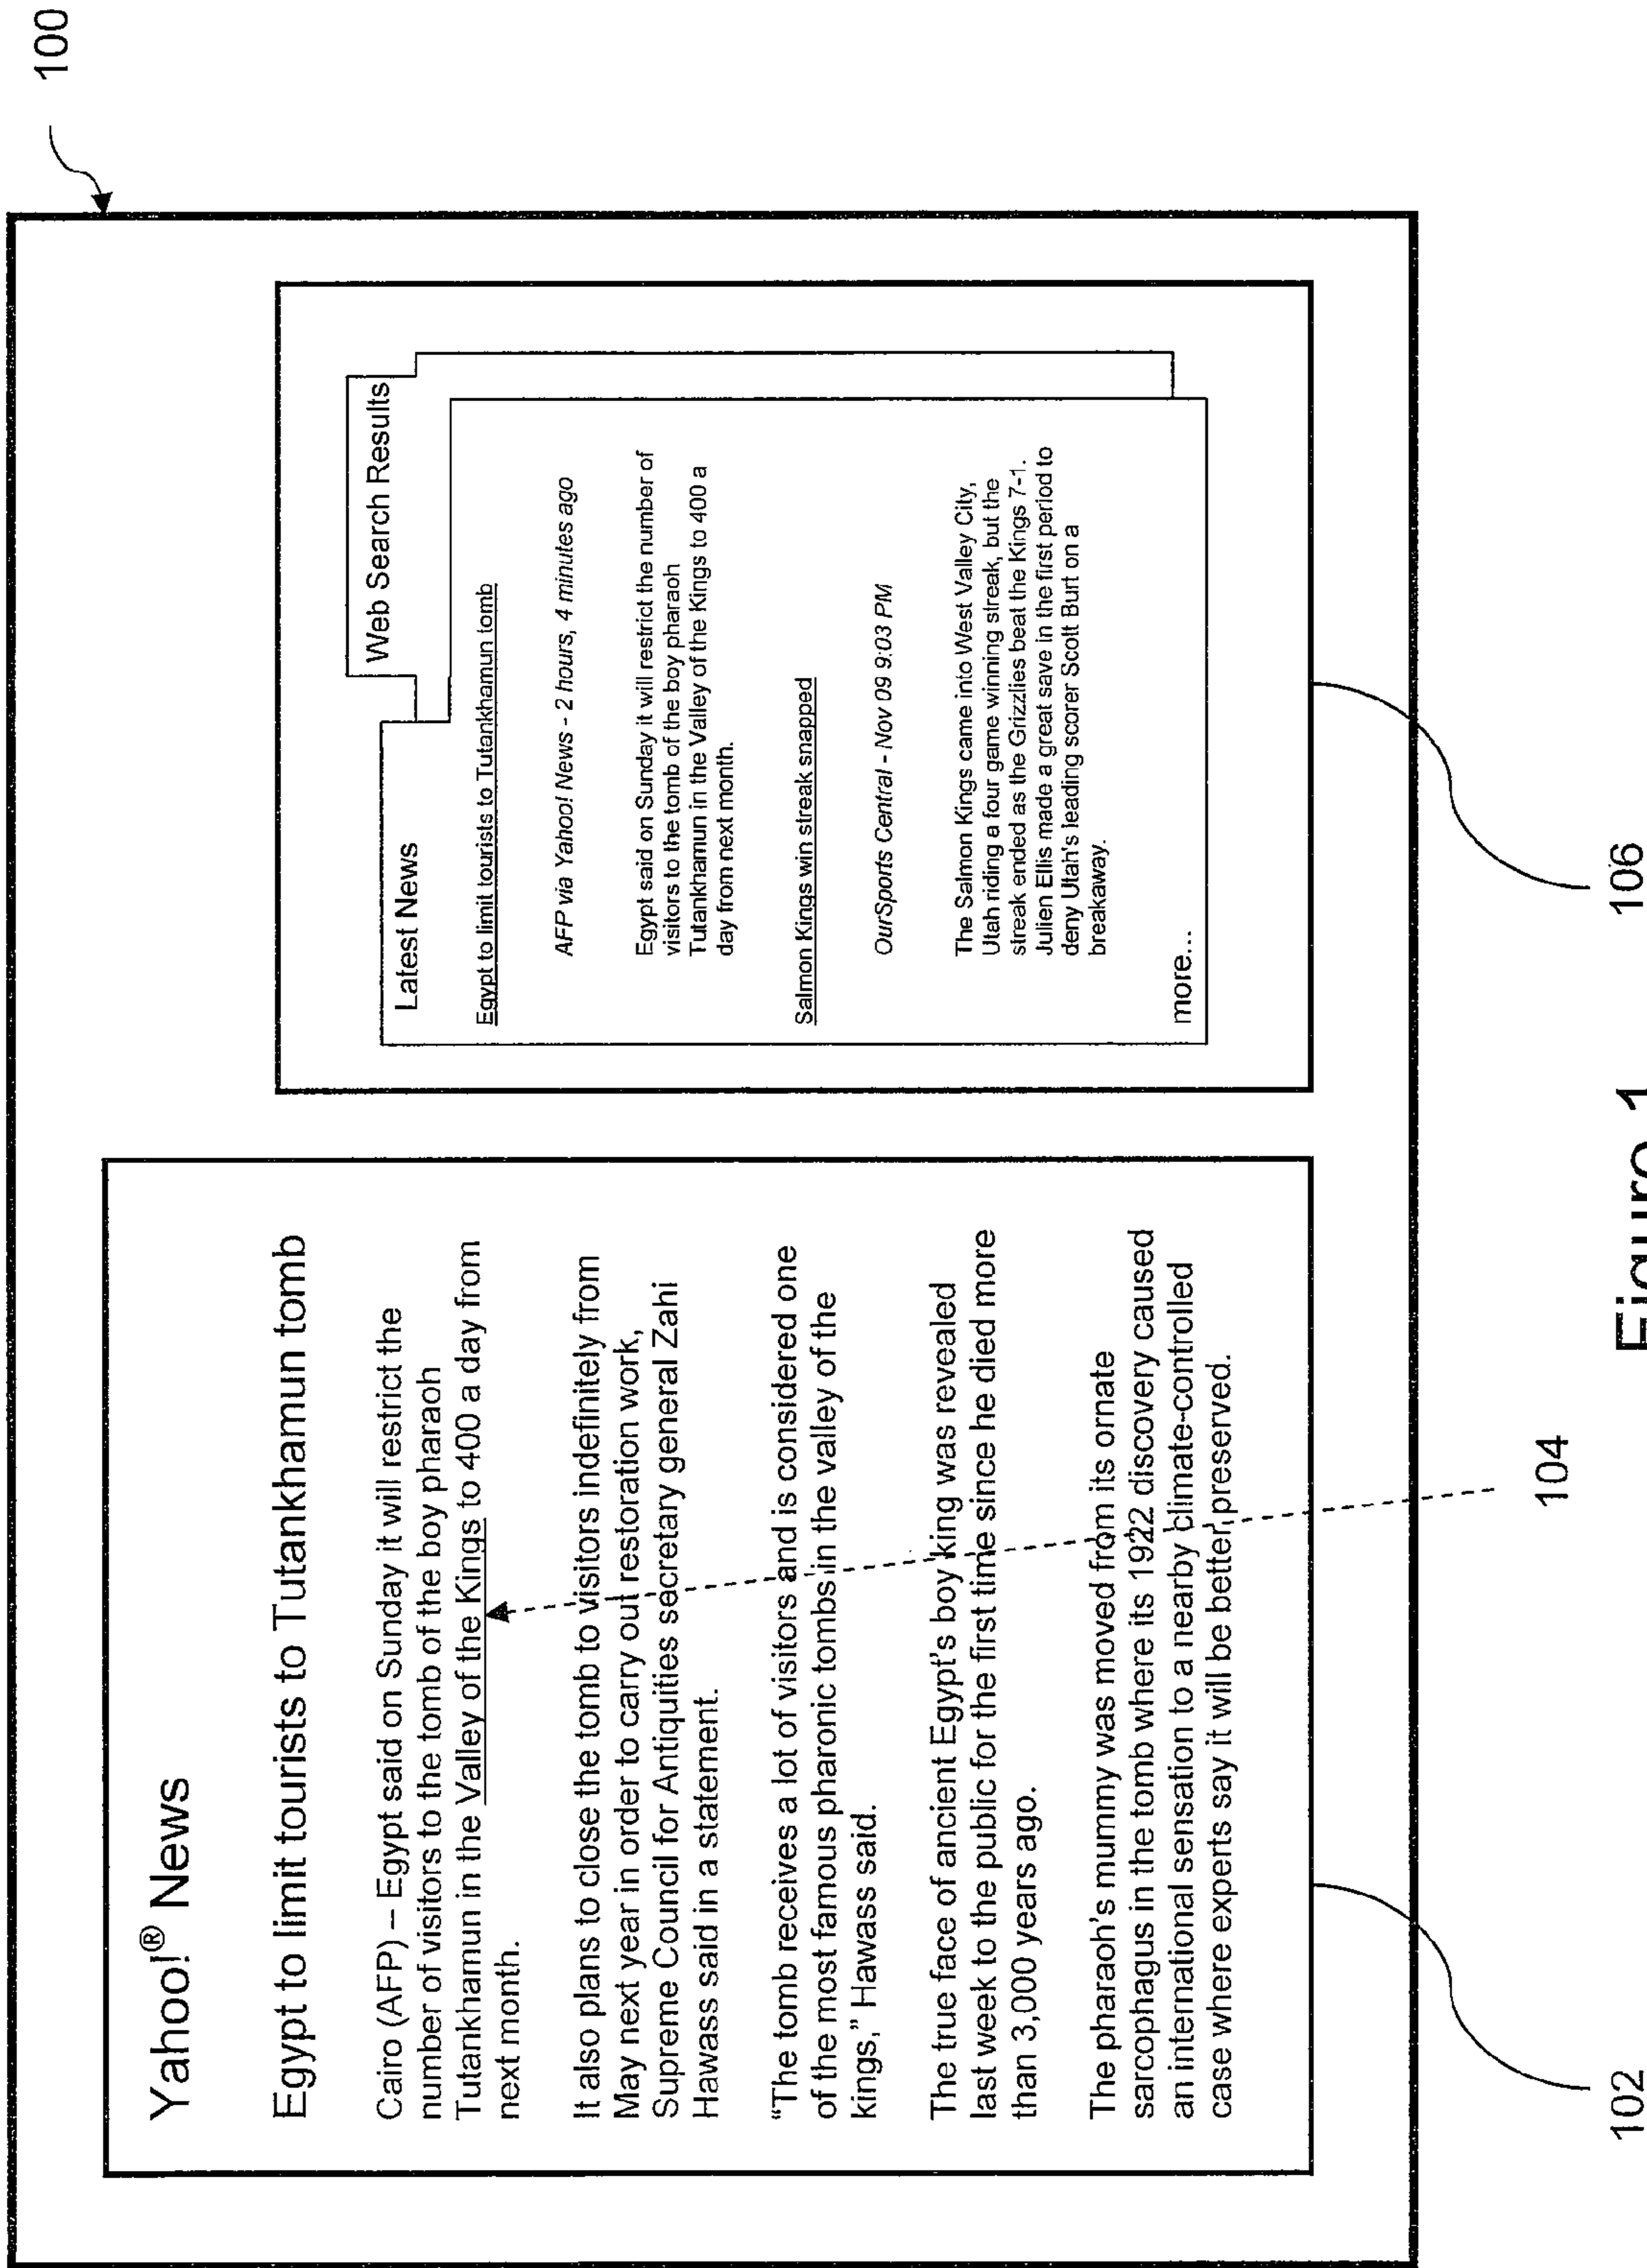 100
Yahoo!® News
Egypt to limit tourists to Tutankhamun tomb
Cairo (AFP) – Egypt said on Sunday it will restrict the
number of visitors to the tomb of the boy pharaoh
Tutankhamun in the Valley of the Kings to 400 a day from
next month.
It also plans to close the tomb to visitors indefinitely from
May next year in order to carry out restoration work,
Supreme Council for Antiquities secretary general Zahi
Hawass said in a statement.
“The tomb receives a lot of visitors and is considered one
of the most famous pharonic tombs in the valley of the
kings,” Hawass said.
The true face of ancient Egypt’s boy king was revealed
last week to the public for the first time since he died more
than 3,000 years ago.
The pharaoh’s mummy was moved from its ornate
sarcophagus in the tomb where its 1922 discovery caused
an international sensation to a nearby climate-controlled
case where experts say it will be better preserved.
Web Search Results
Latest News
Egypt to limit tourists to Tutankhamun tomb
AFP via Yahoo! News - 2 hours, 4 minutes ago
Egypt said on Sunday it will restrict the number of
visitors to the tomb of the boy pharaoh
Tutankhamun in the Valley of the Kings to 400 a
day from next month.
Salmon Kings win streak snapped
OurSports Central - Nov 09 9:03 PM
The Salmon Kings came into West Valley City,
Utah riding a four game winning streak, but the
streak ended as the Grizzlies beat the Kings 7-1.
Julien Ellis made a great save in the first period to
deny Utah's leading scorer Scott Burt on a
breakaway.
more...
104
102
106
Figure 1